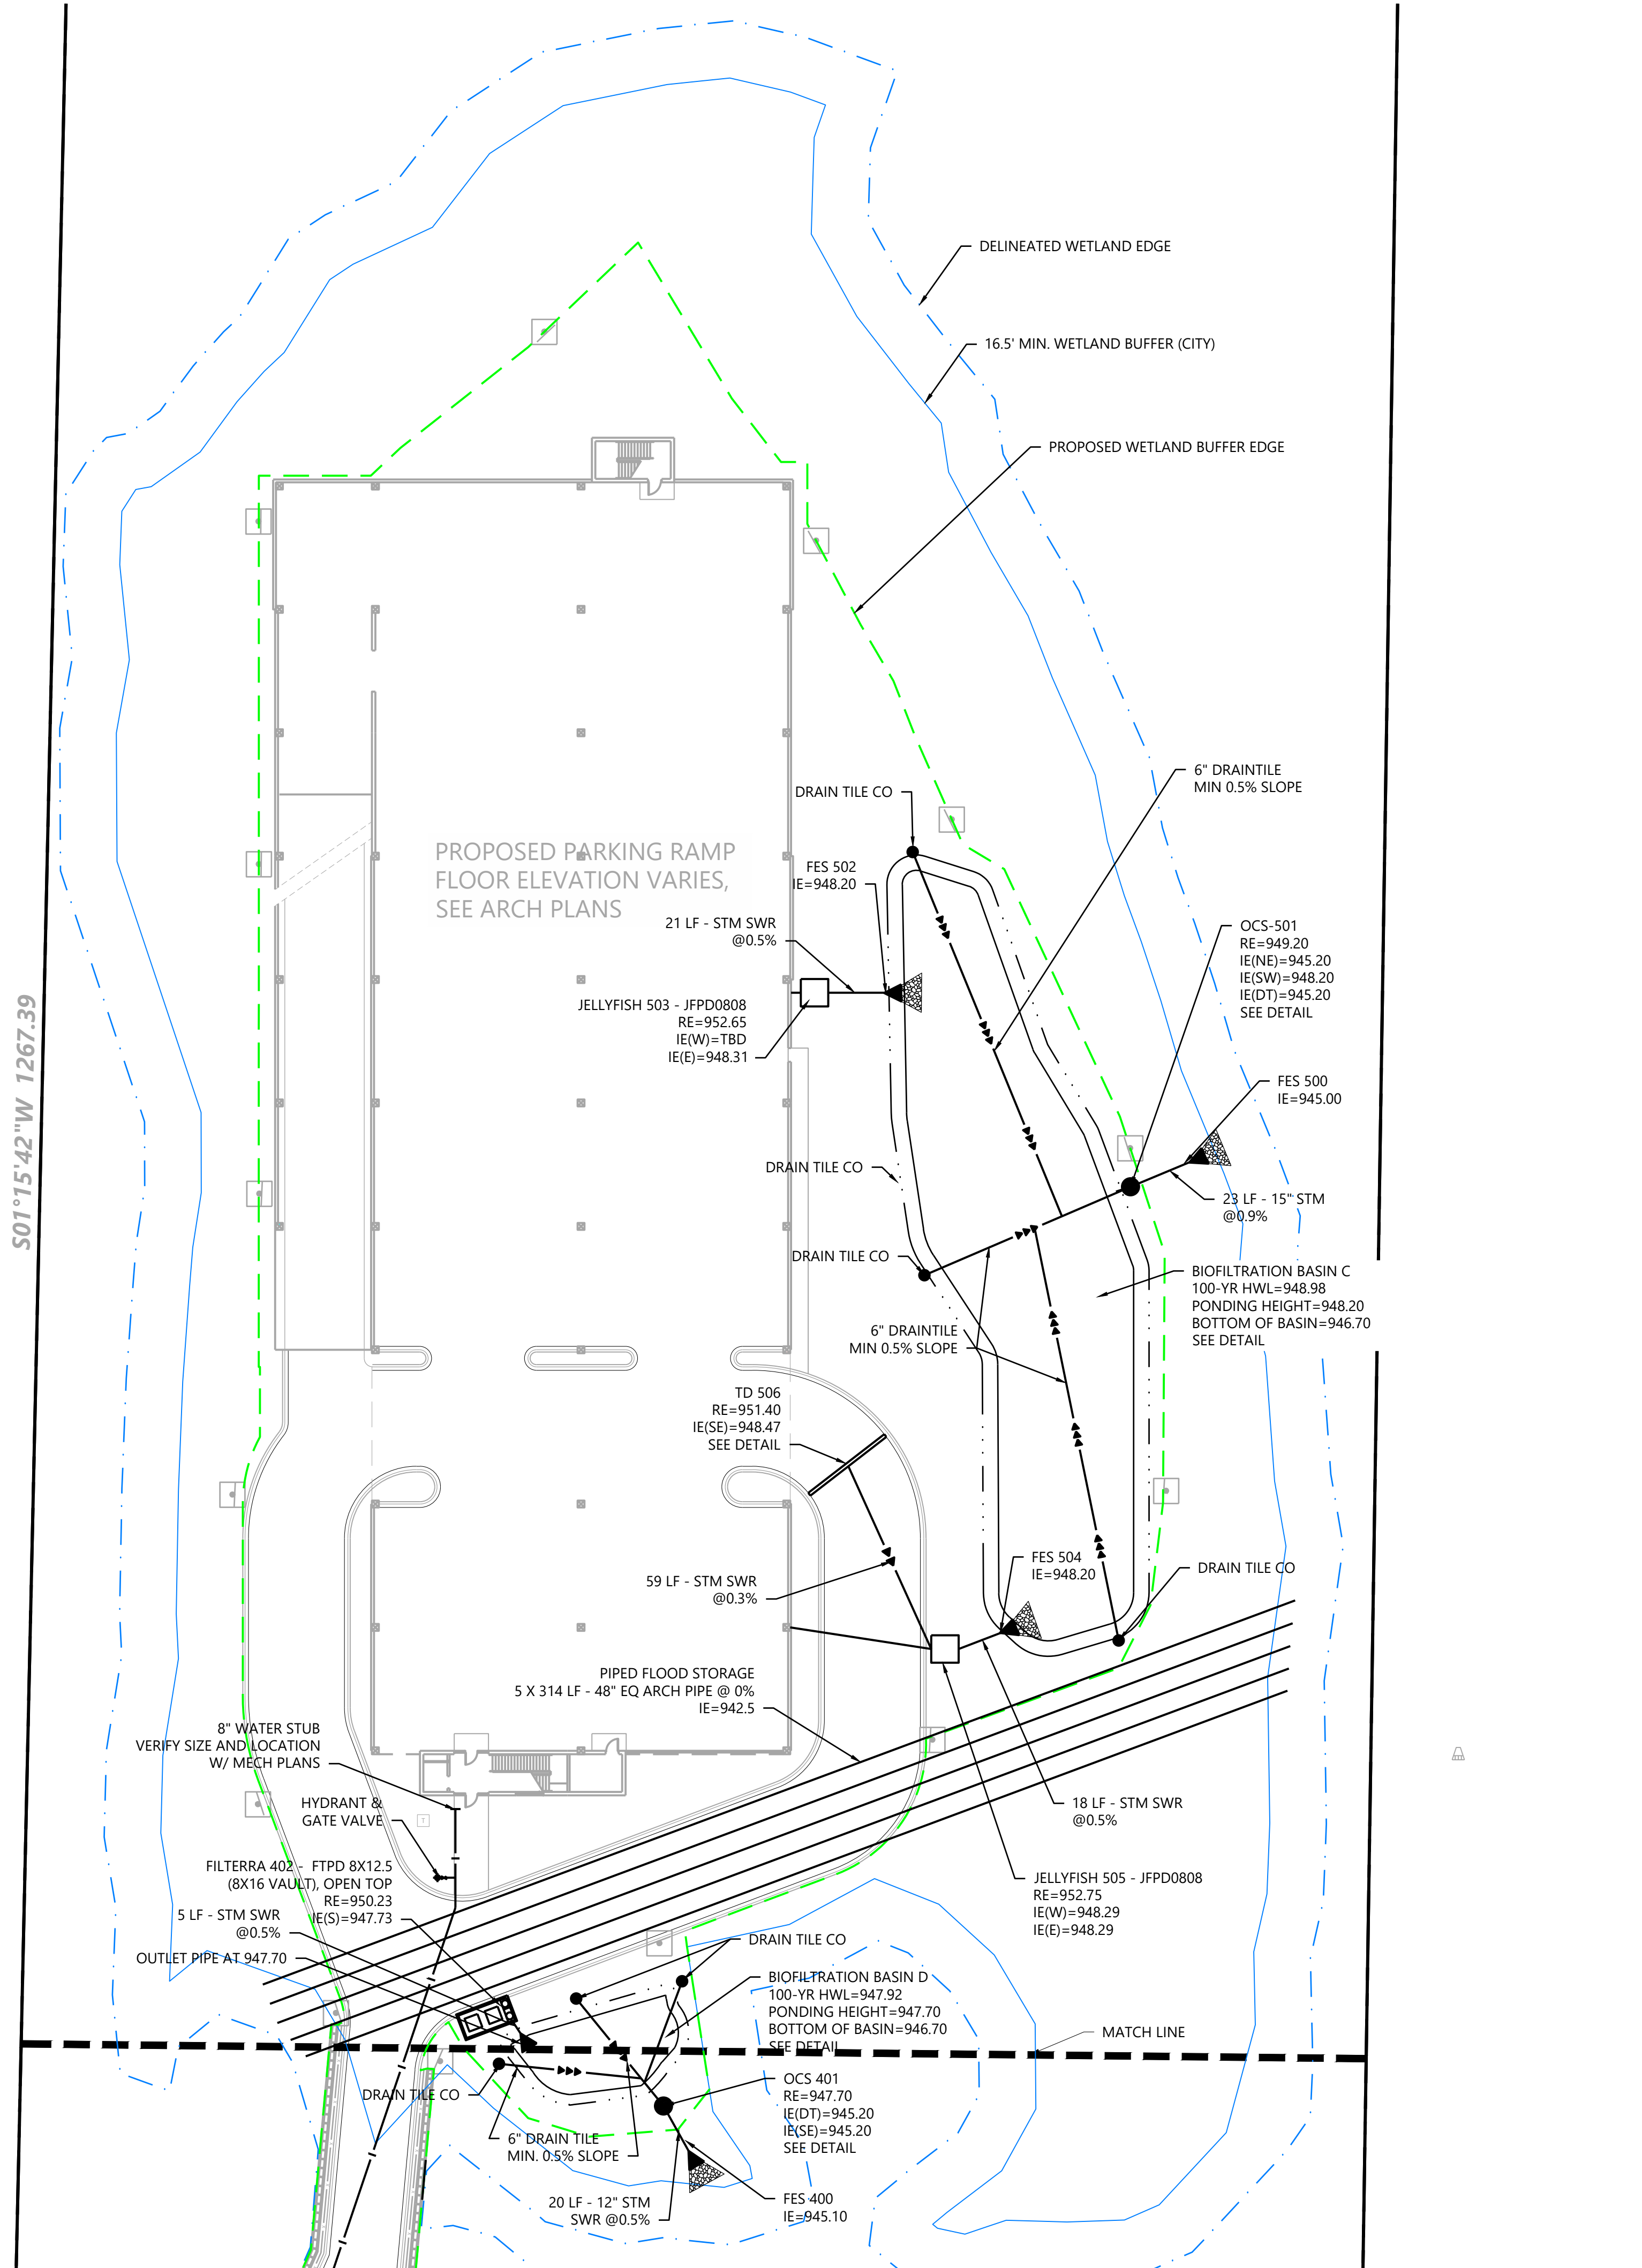 DELINEATED WETLAND EDGE
16.5' MIN. WETLAND BUFFER (CITY)
PROPOSED WETLAND BUFFER EDGE
6" DRAINTILE
MIN 0.5% SLOPE
DRAIN TILE CO
PROPOSED PARKING RAMP
FLOOR ELEVATION VARIES,
SEE ARCH PLANS
FES 502
IE=948.20
21 LF - STM SWR
@0.5%
OCS-501
RE=949.20
IE(NE)=945.20
IE(SW)=948.20
IE(DT)=945.20
SEE DETAIL
JELLYFISH 503 - JFPD0808
RE=952.65
IE(W)=TBD
IE(E)=948.31
S01°15'42"W 1267.39
FES 500
IE=945.00
DRAIN TILE CO
23 LF - 15" STM
@0.9%
DRAIN TILE CO
BIOFILTRATION BASIN C
100-YR HWL=948.98
PONDING HEIGHT=948.20
BOTTOM OF BASIN=946.70
SEE DETAIL
6" DRAINTILE
MIN 0.5% SLOPE
TD 506
RE=951.40
IE(SE)=948.47
SEE DETAIL
FES 504
IE=948.20
DRAIN TILE CO
59 LF - STM SWR
@0.3%
PIPED FLOOD STORAGE
5 X 314 LF - 48" EQ ARCH PIPE @ 0%
IE=942.5
8" WATER STUB
VERIFY SIZE AND LOCATION
W/ MECH PLANS
HYDRANT &
GATE VALVE
T
18 LF - STM SWR
@0.5%
FILTERRA 402 - FTPD 8X12.5
(8X16 VAULT), OPEN TOP
RE=950.23
IE(S)=947.73
JELLYFISH 505 - JFPD0808
RE=952.75
IE(W)=948.29
IE(E)=948.29
5 LF - STM SWR
@0.5%
OUTLET PIPE AT 947.70
DRAIN TILE CO
BIOFILTRATION BASIN D
100-YR HWL=947.92
PONDING HEIGHT=947.70
BOTTOM OF BASIN=946.70
SEE DETAIL
MATCH LINE
DRAIN TILE CO
OCS 401
RE=947.70
IE(DT)=945.20
IE(SE)=945.20
SEE DETAIL
6" DRAIN TILE
MIN. 0.5% SLOPE
20 LF - 12" STM
SWR @0.5%
FES 400
IE=945.10